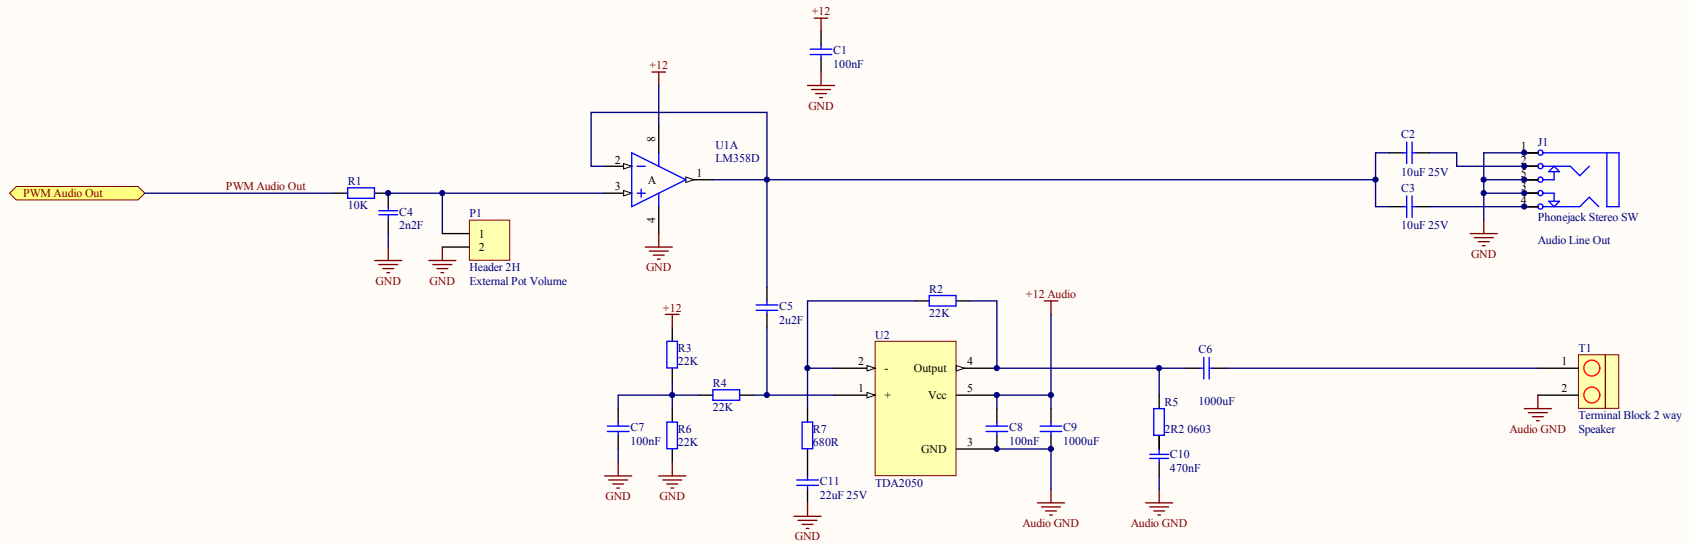 +12
C1
100nF
GND
+12
8
U1A
LM358D
2
A
1
3
4
GND
PWM Audio Out
PWM Audio Out
R1
10K
C4
2n2F
GND
P1
1
2
GND
Header 2H
External Pot Volume
C2
10uF 25V
C3
10uF 25V
J1
1
2
5
3
4
Phonejack Stereo SW
Audio Line Out
GND
C5
2u2F
+12
R3
22K
R4
22K
C7
100nF
R6
22K
GND
GND
R2
22K
U2
2
-
Output
4
1
+
Vcc
5
GND
3
TDA2050
R7
680R
C11
22uF 25V
GND
+12 Audio
C8
100nF
C9
1000uF
Audio GND
C6
1000uF
R5
2R2 0603
C10
470nF
Audio GND
T1
1
2
Audio GND
Terminal Block 2 way
Speaker